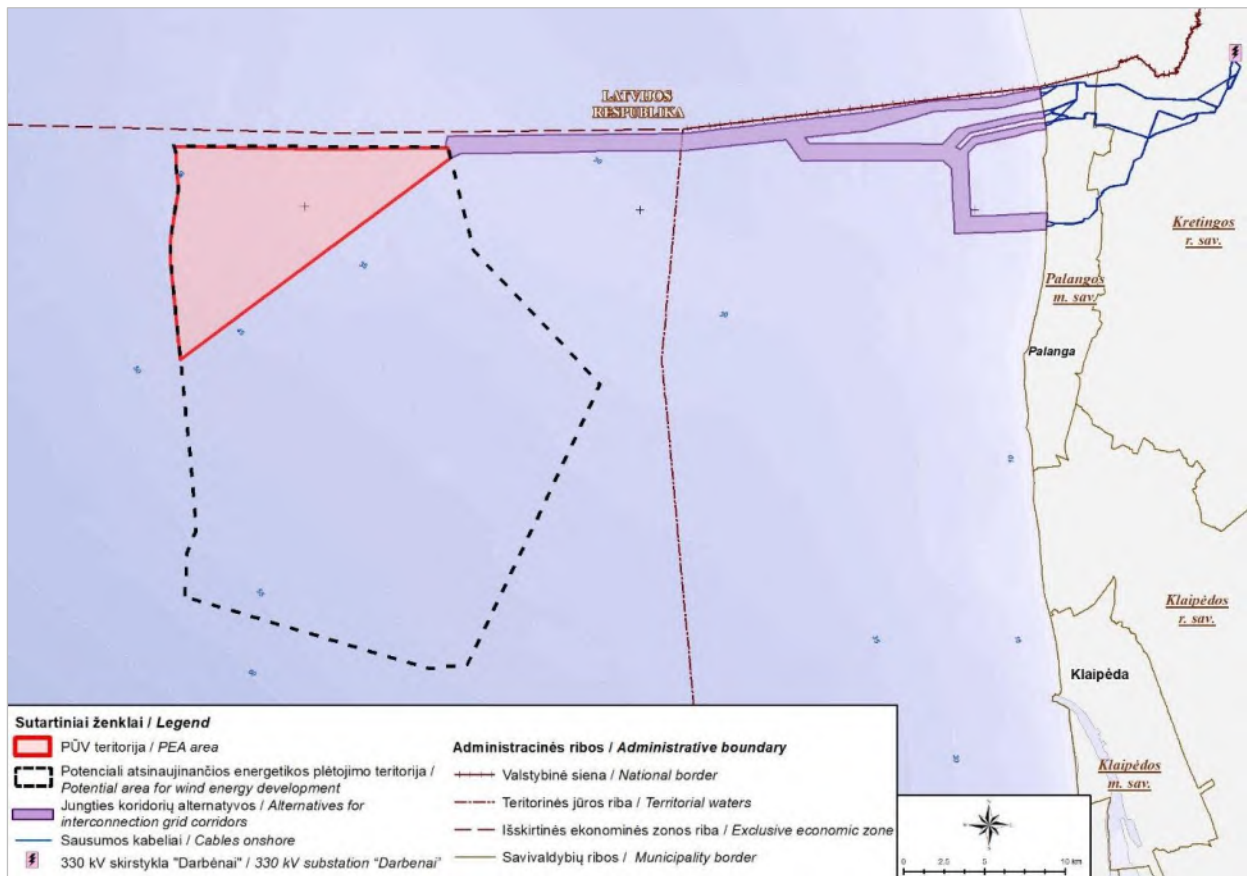 LATVIJOS
RESPUBLIKA
Kretingos
r. sav.
Palangos
m. sav.
Palanga
Klaipėdos
r. sav.
Klaipėda
Klaipėdos
m. sav.
Sutartiniai ženklai / Legend
PŪV teritorija / PEA area
Potenciali atsinaujinančios energetikos plėtojimo teritorija /
Potential area for wind energy development
Jungties koridorių alternatyvos / Alternatives for
interconnection grid corridors
Sausumos kabeliai / Cables onshore
330 kV skirstykla "Darbėnai" / 330 kV substation "Darbenai"
Administracinės ribos / Administrative boundary
Valstybinė siena / National border
Teritorinės jūros riba / Territorial waters
Išskirtinės ekonominės zonos riba / Exclusive economic zone
Savivaldybių ribos / Municipality border
0 2.5 5 10 km